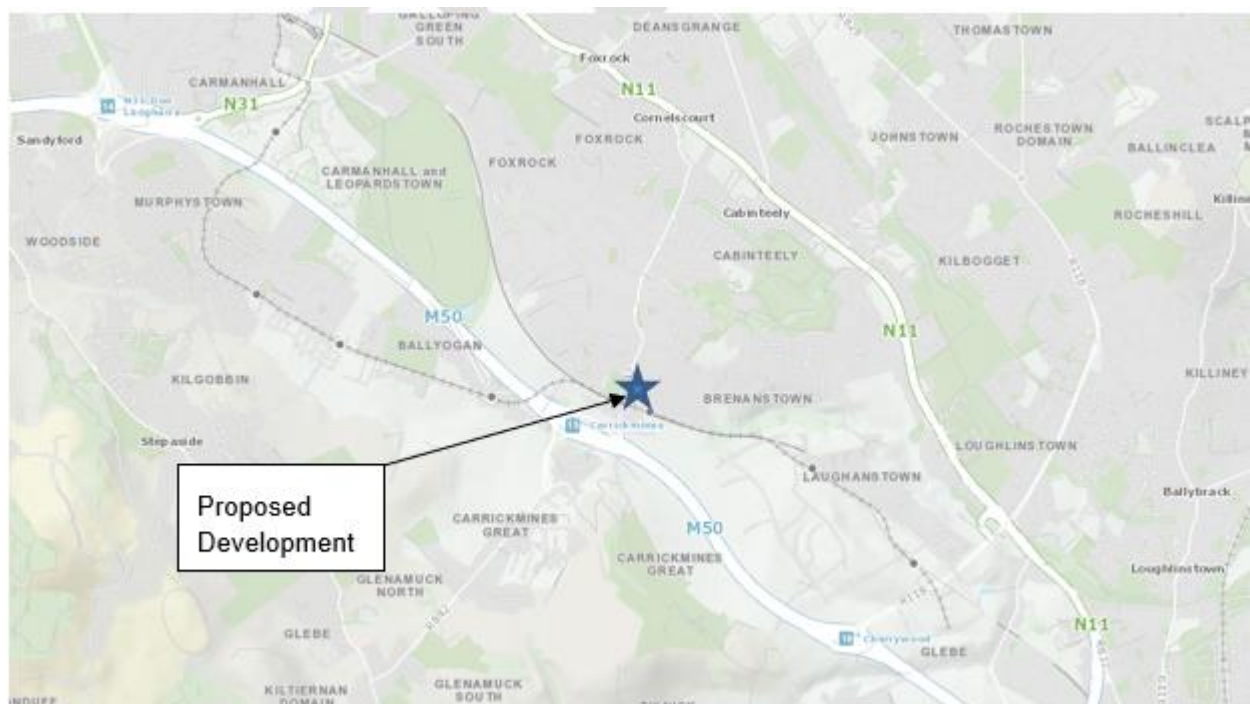 GALLOPING
GREEN
SOUTH
DEANSGRANGE
THOMASTOWN
Foxrock
CARMANHALL
N31
N11
Sandyford
Cornelscourt
FOXROCK
JOHNSTOWN
ROCHESTOWN
DOMAIN
BALLINCLEA
FOXROCK
CARMANHALL and
LEOPARDSTOWN
MURPHYSTOWN
Cabinteely
ROCHESHILL
WOODSIDE
CABINTEELY
KILBOGGET
M50
N11
BALLYOGAN
KILGOBBIN
KILLINEY
BRENANSTOWN
Carrickmines
Stepaside
LOUGHLINSTOWN
LAUGHANSTOWN
Ballybrack
Proposed
Development
CARRICKMINES
GREAT
M50
CARRICKMINES
GREAT
Loughlinstown
GLENAMUCK
NORTH
R118
N11
GLEBE
Cherrywood
GLEBE
KILTIERNAN
DOMAIN
GLENAMUCK
SOUTH